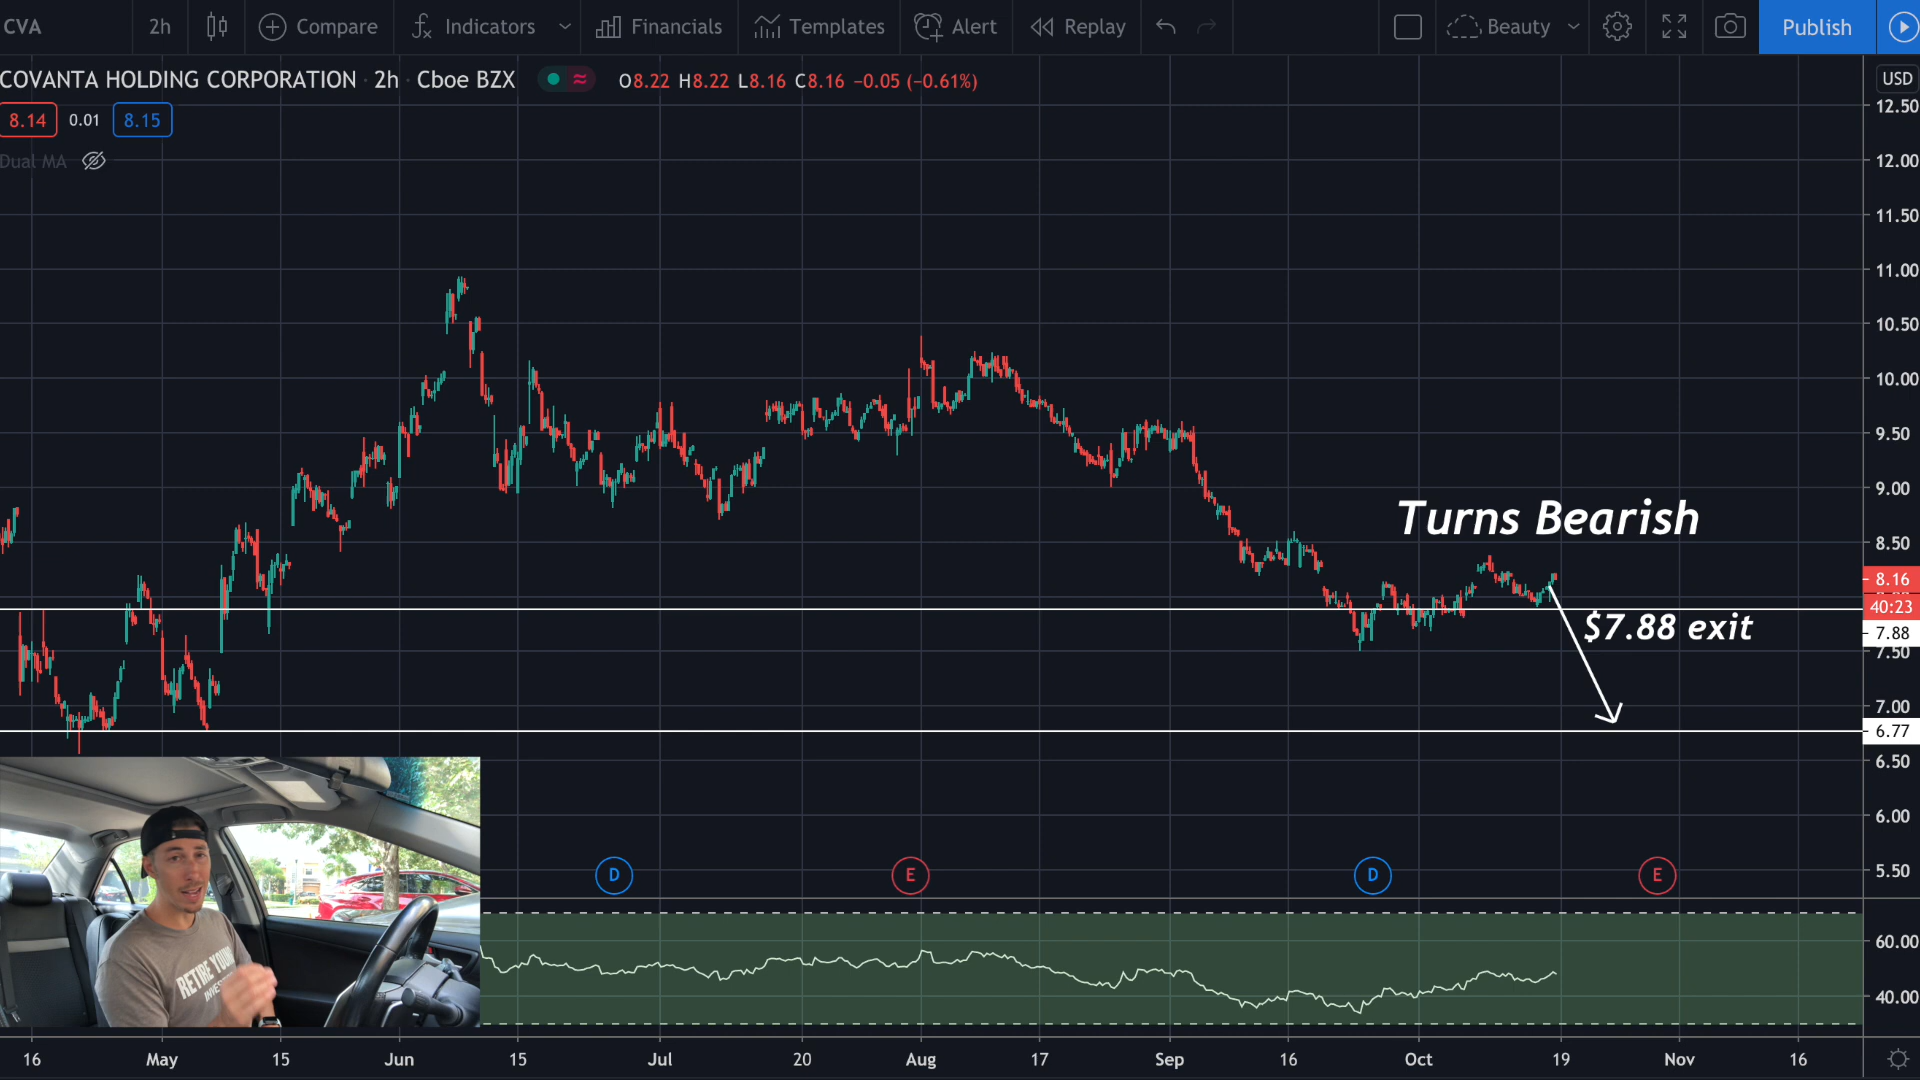 CVA 2h Compare Indicators Financials Templates Alert Replay Beauty Publish
COVANTA HOLDING CORPORATION · 2h · Cboe BZX O8.22 H8.22 L8.16 C8.16 −0.05 (−0.61%) USD
8.14 0.01 8.15
Dual MA
12.50
12.00
11.50
11.00
10.50
10.00
9.50
9.00
Turns Bearish
8.50
8.16
40:23
$7.88 exit
7.88
7.50
7.00
6.77
6.50
6.00
5.50
D E D E
RETIRE YOUNG
60.00
40.00
16 May 15 Jun 15 Jul 20 Aug 17 Sep 16 Oct 19 Nov 16